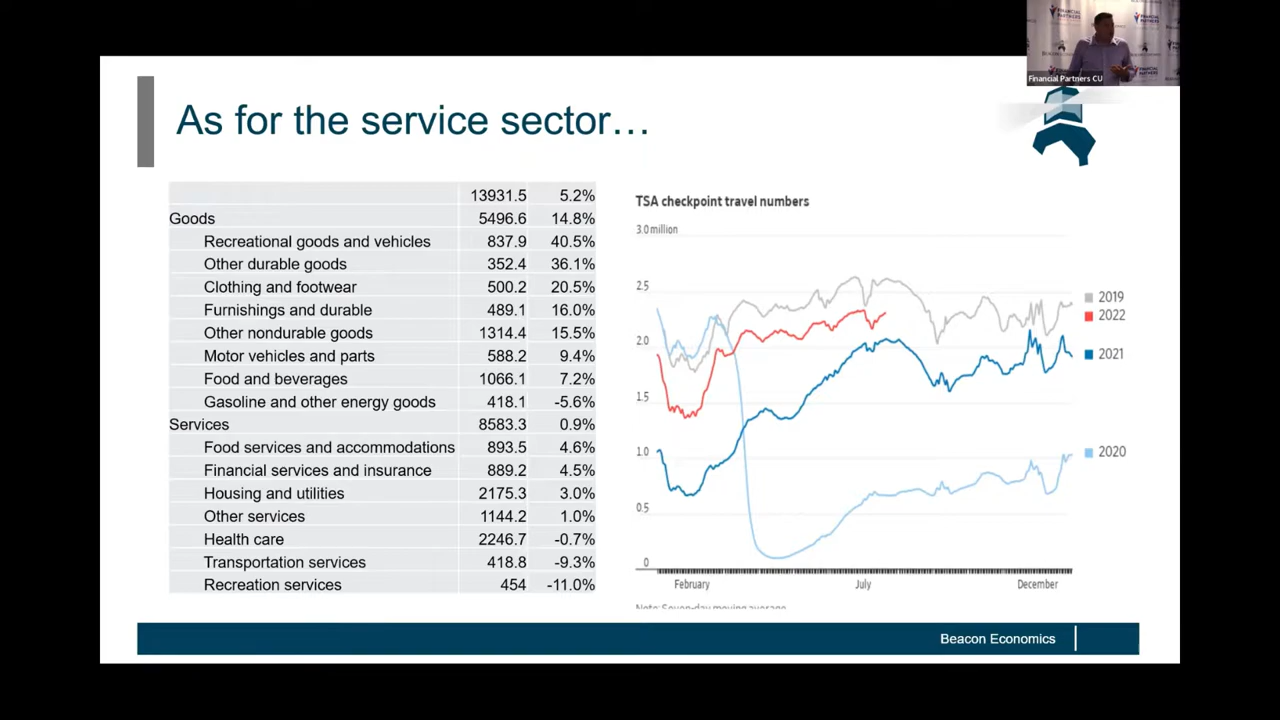 Financial Partners CU
As for the service sector…
13931.5 5.2%
Goods 5496.6 14.8%
Recreational goods and vehicles 837.9 40.5%
Other durable goods 352.4 36.1%
Clothing and footwear 500.2 20.5%
Furnishings and durable 489.1 16.0%
Other nondurable goods 1314.4 15.5%
Motor vehicles and parts 588.2 9.4%
Food and beverages 1066.1 7.2%
Gasoline and other energy goods 418.1 -5.6%
Services 8583.3 0.9%
Food services and accommodations 893.5 4.6%
Financial services and insurance 889.2 4.5%
Housing and utilities 2175.3 3.0%
Other services 1144.2 1.0%
Health care 2246.7 -0.7%
Transportation services 418.8 -9.3%
Recreation services 454 -11.0%
TSA checkpoint travel numbers
3.0 million
2.5
2.0
1.5
1.0
0.5
0
2019
2022
2021
2020
February July December
Note: Seven-day moving average
Beacon Economics